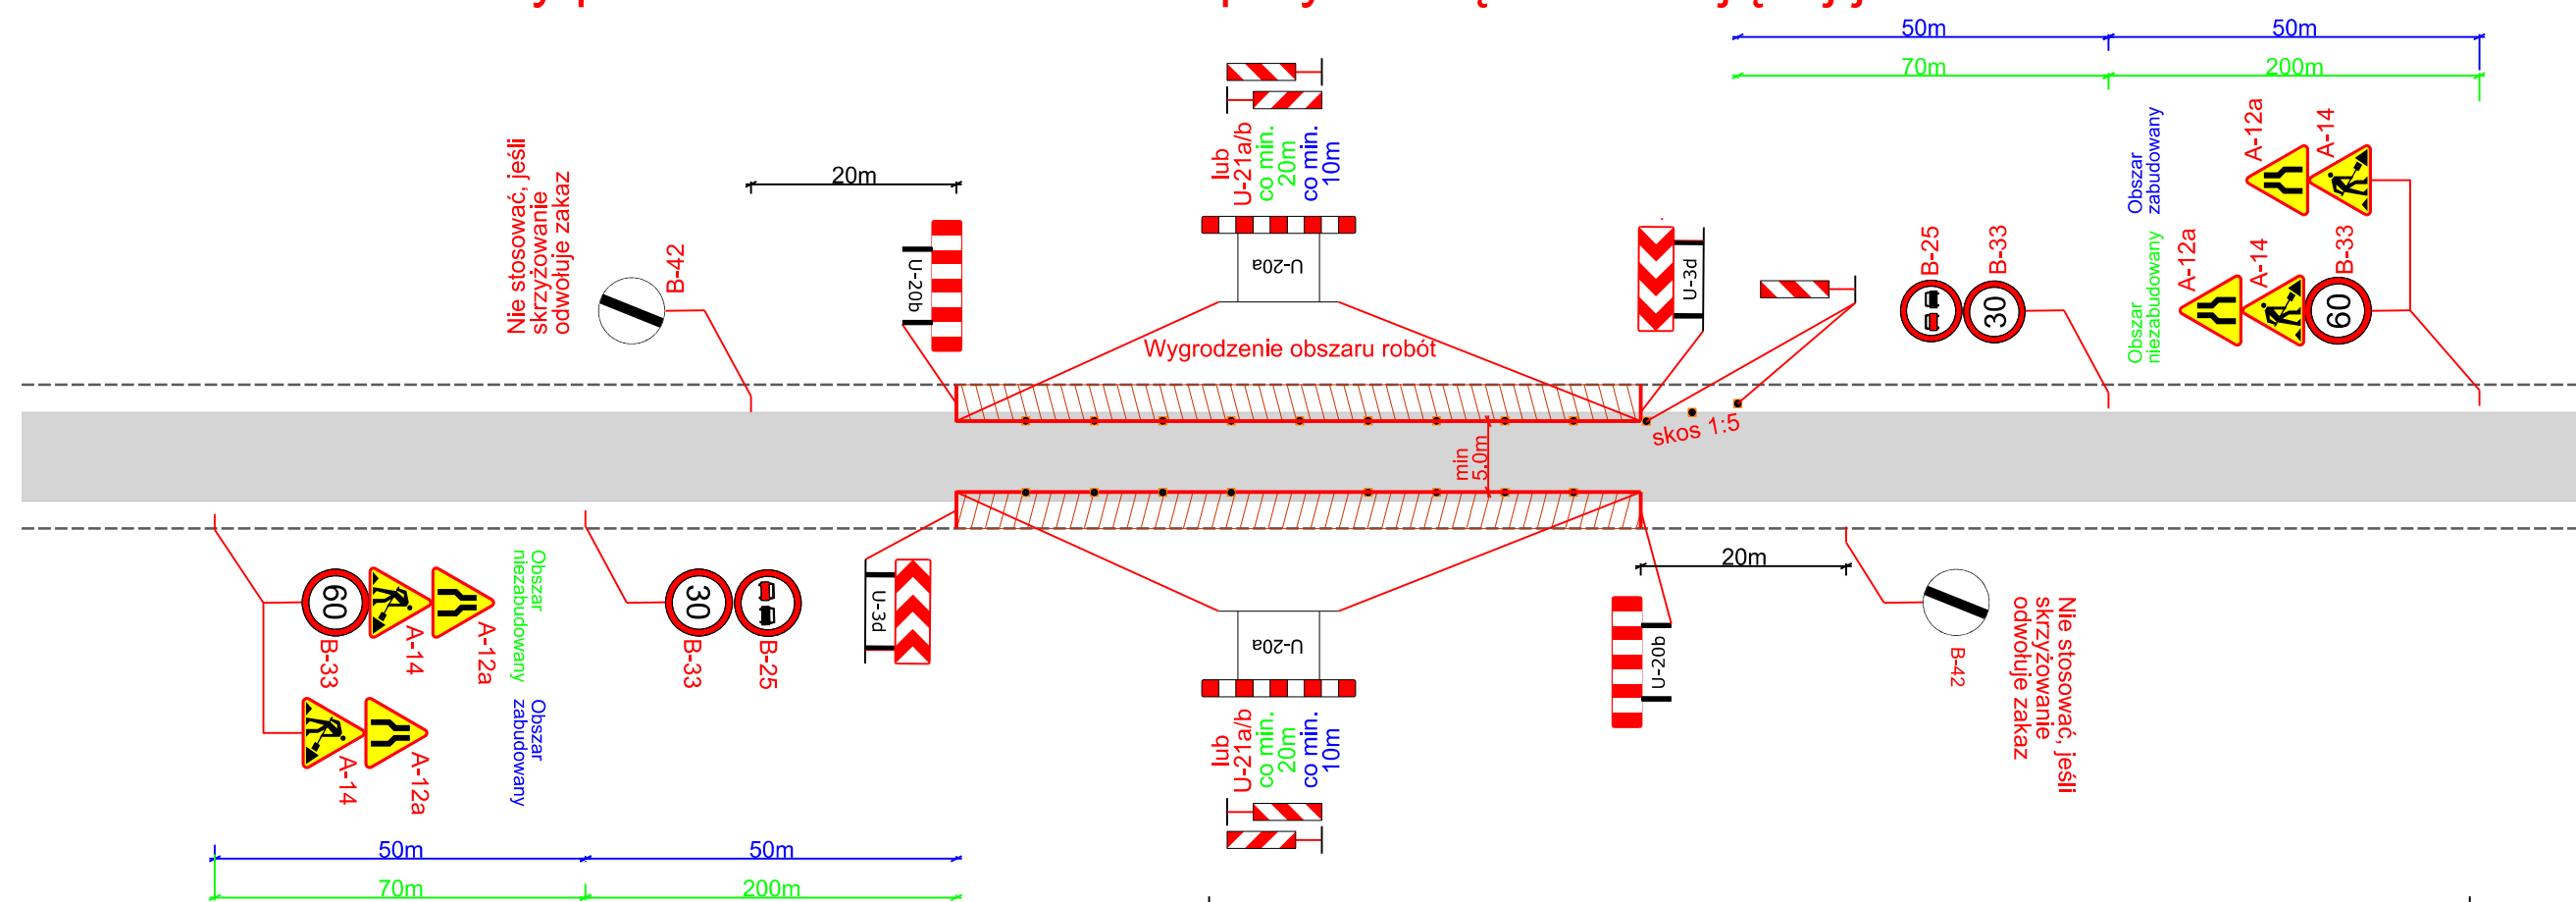 50m
50m
70m
200m
20m
Nie stosować, jeśli
skrzyżowanie
odwołuje zakaz
B-42
U-20b
lub
U-21a/b
co min.
20m
co min.
10m
U-20a
Wygrodzenie obszaru robót
U-3d
skos 1:5
min
5.0m
B-25
B-33
30
Obszar
zabudowany
A-12a
A-14
Obszar
niezabudowany
A-12a
A-14
B-33
60
60
B-33
A-14
A-12a
Obszar
niezabudowany
A-14
A-12a
Obszar
zabudowany
30
B-33
B-25
U-3d
U-20a
lub
U-21a/b
co min.
20m
co min.
10m
U-20b
20m
B-42
Nie stosować, jeśli
skrzyżowanie
odwołuje zakaz
50m
50m
70m
200m